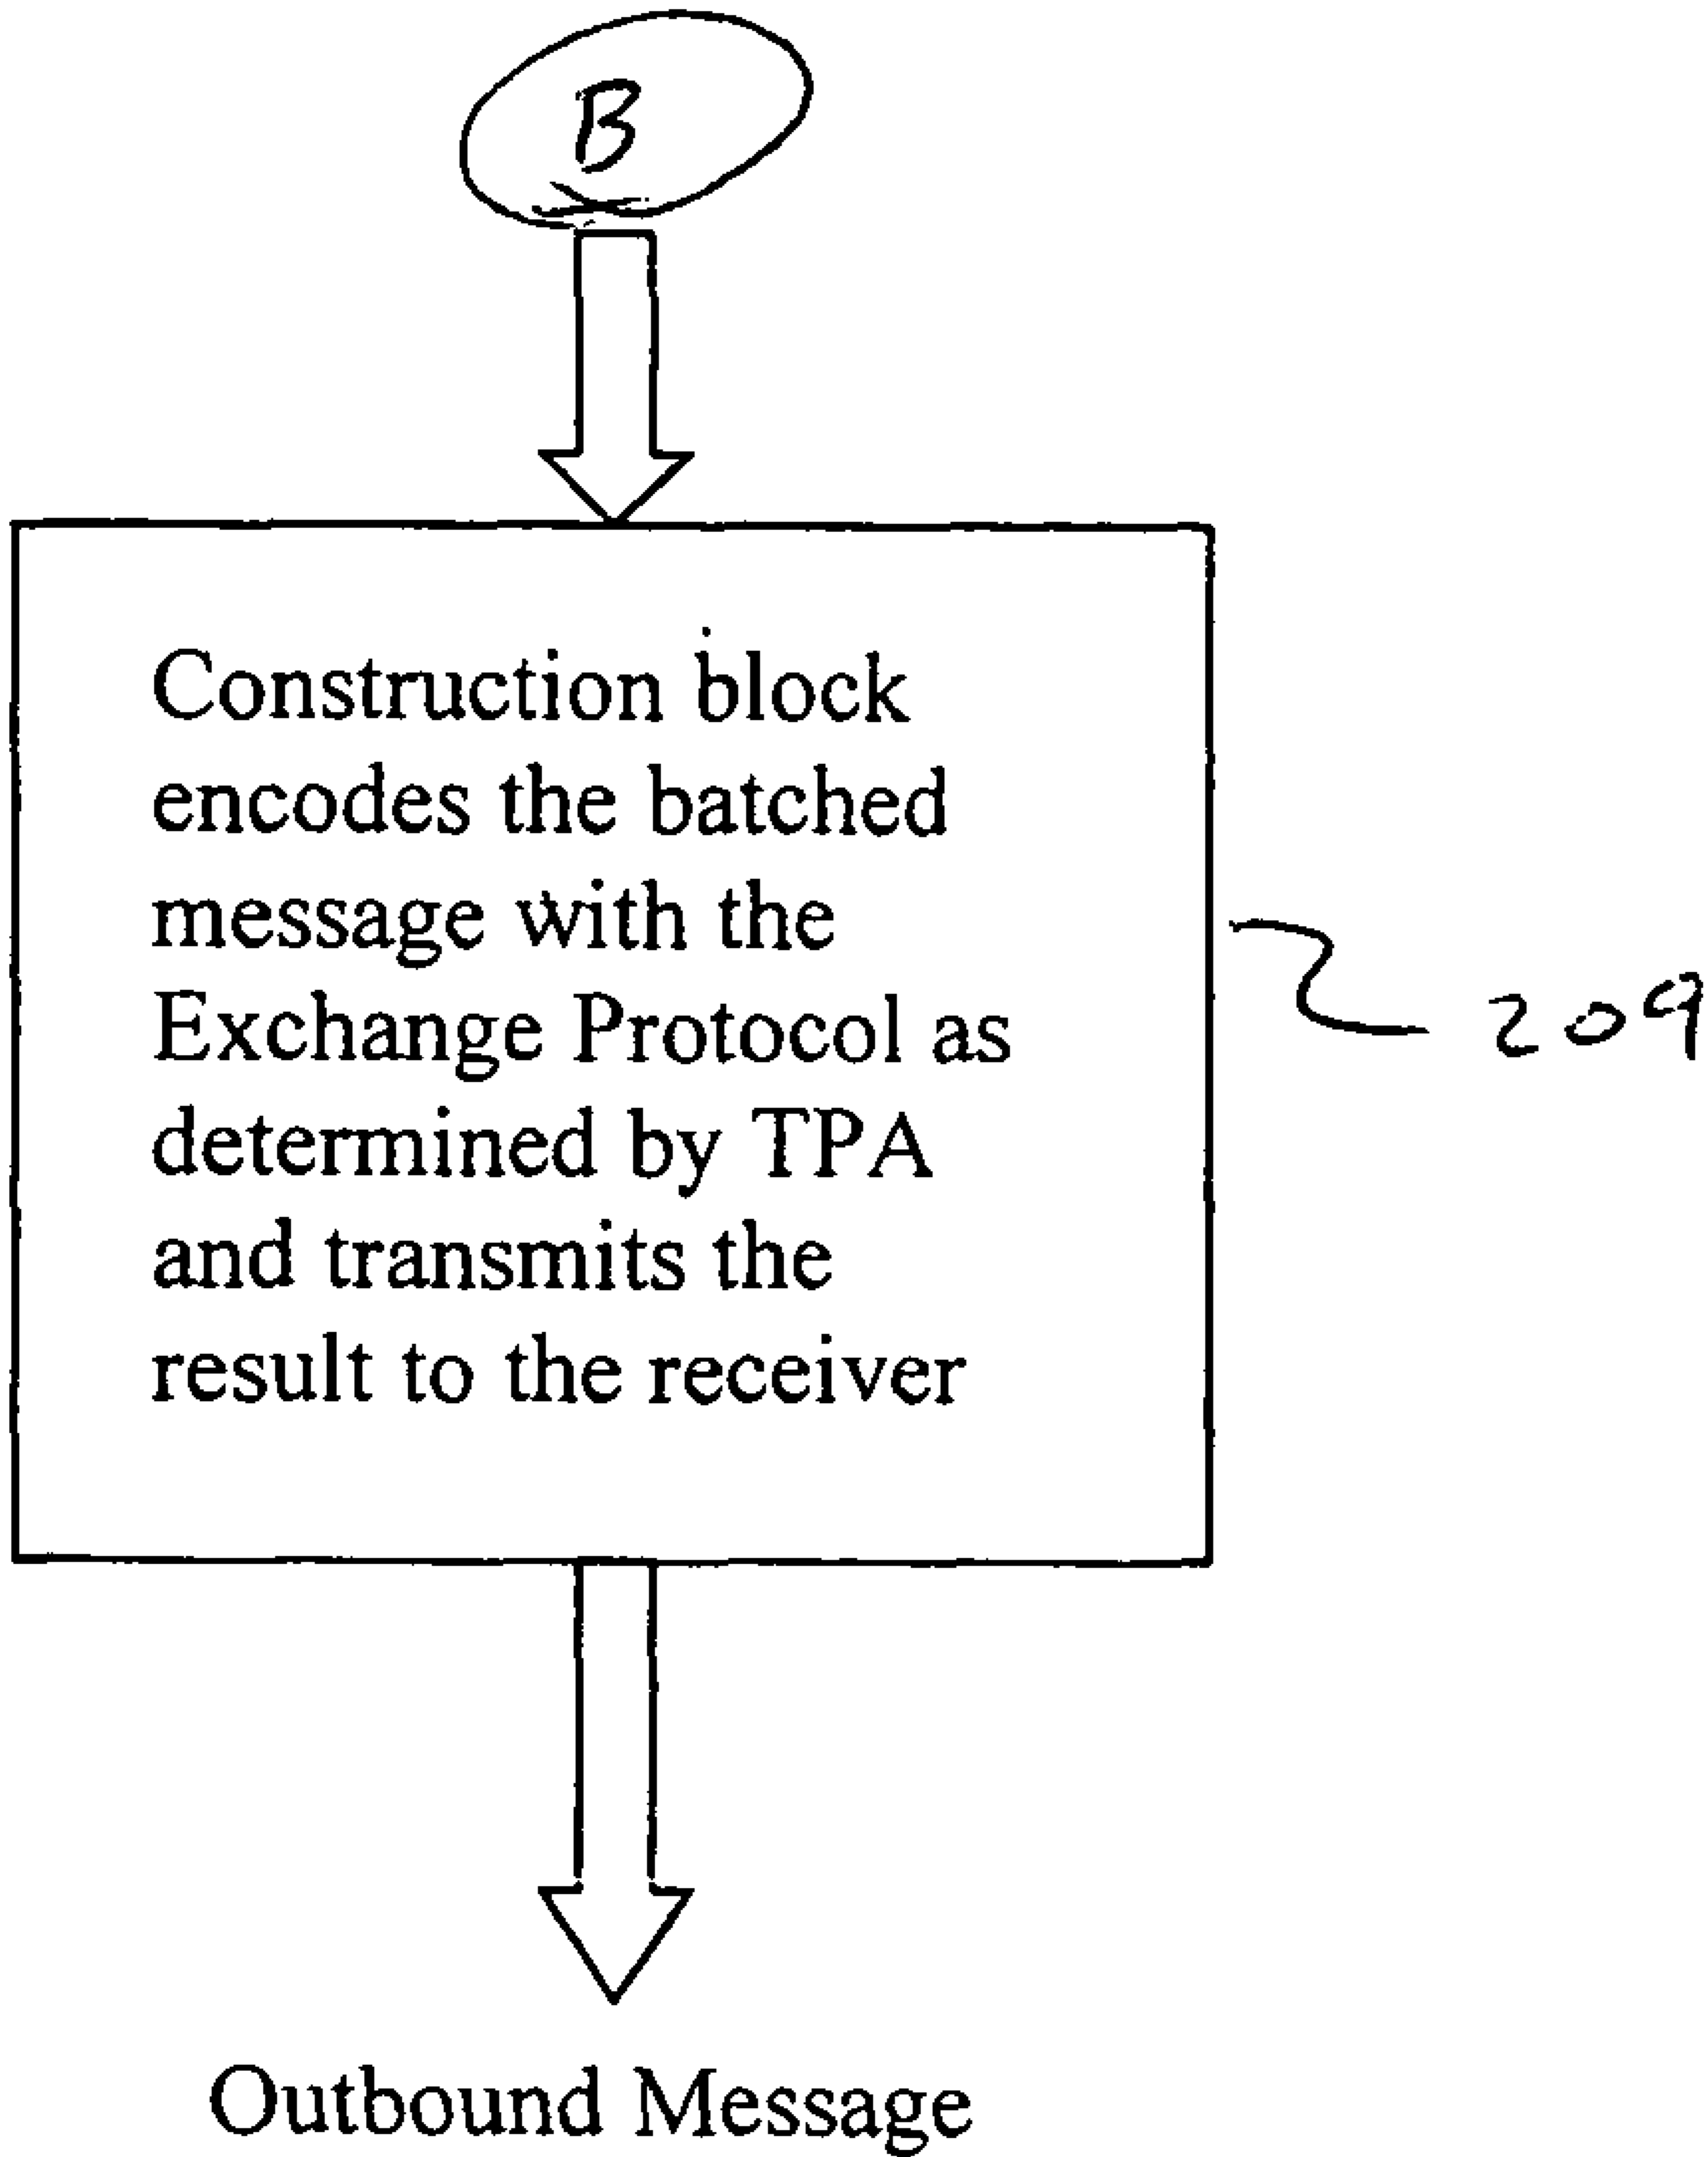 B
Construction block
encodes the batched
message with the
Exchange Protocol as
determined by TPA
and transmits the
result to the receiver
209
Outbound Message